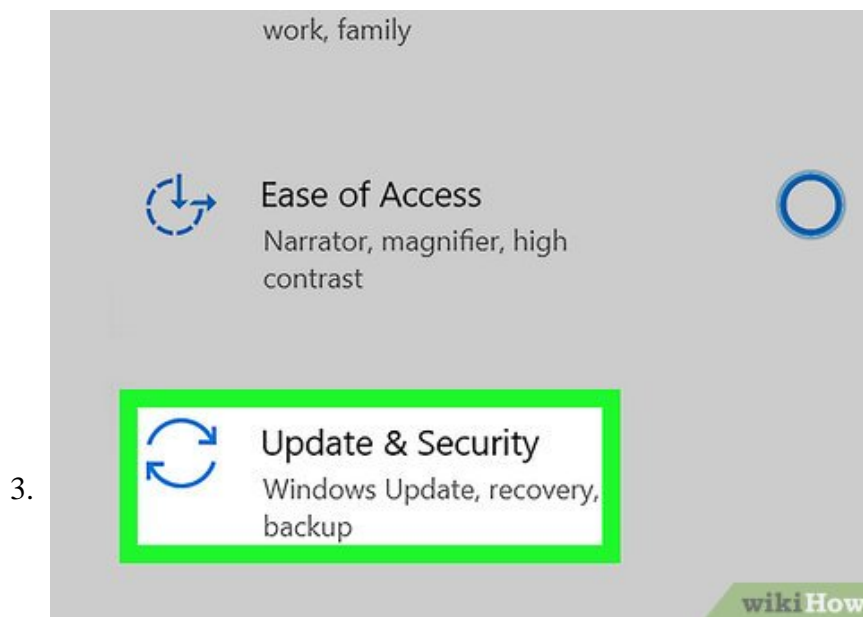 work, family
Ease of Access
Narrator, magnifier, high
contrast
3.
Update & Security
Windows Update, recovery,
backup
wikiHow